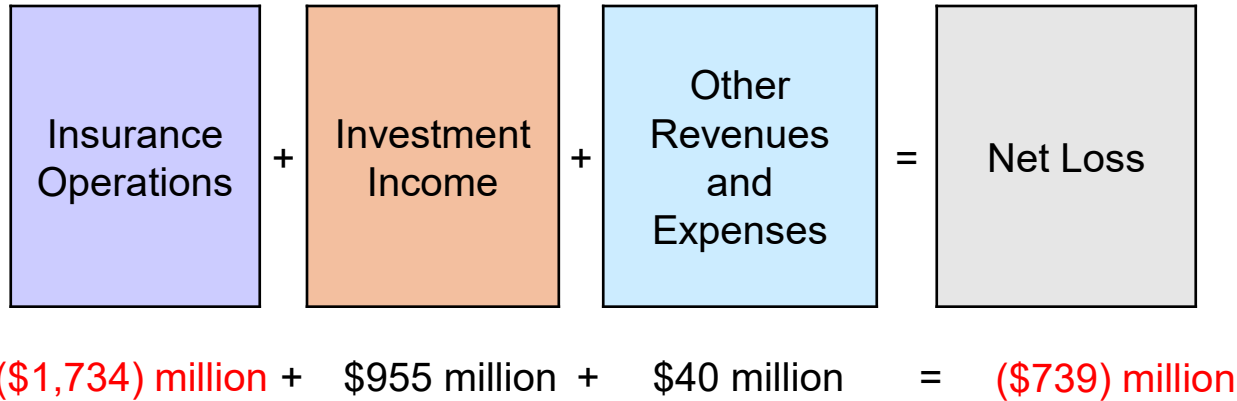 Insurance
Operations
+
Investment
Income
+
Other
Revenues
and
Expenses
=
Net Loss
($1,734) million + $955 million + $40 million = ($739) million